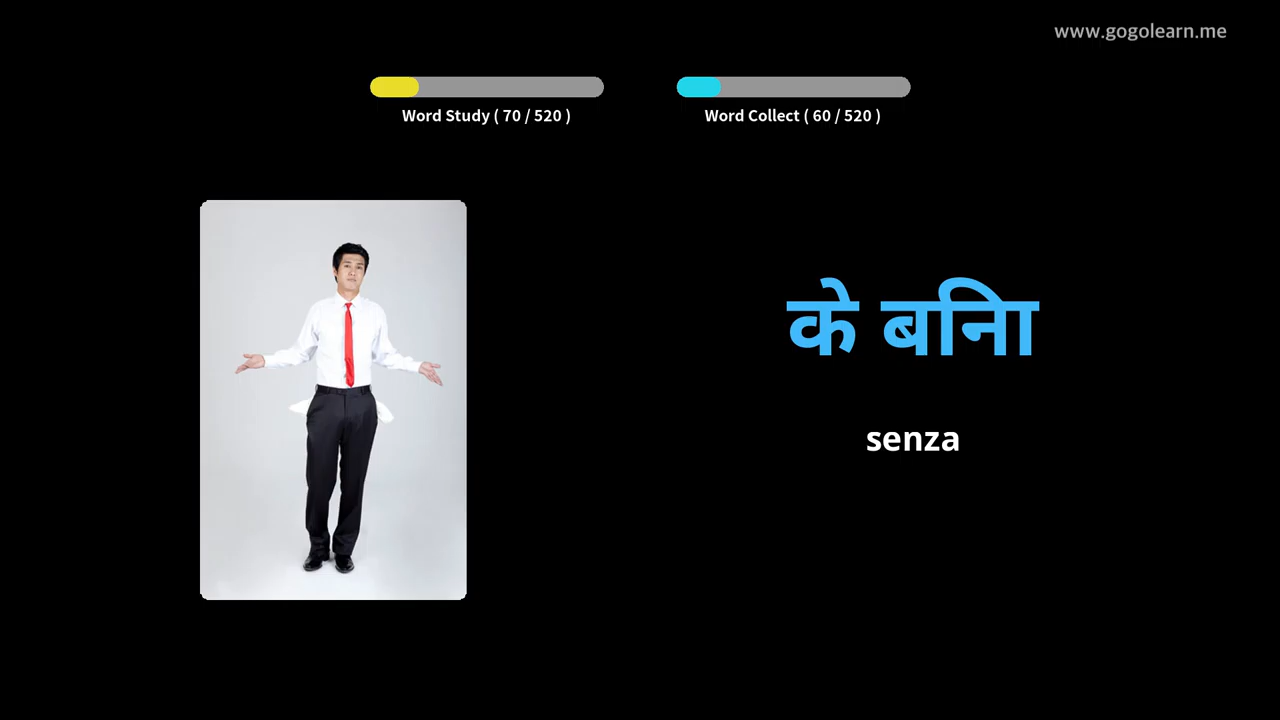 www.gogolearn.me
Word Study ( 70 / 520 )
Word Collect ( 60 / 520 )
के बिना
senza